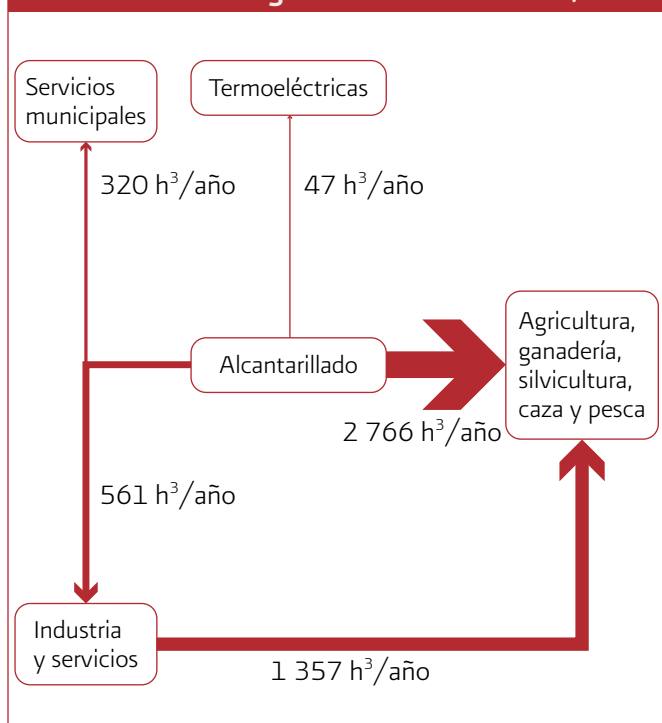 Servicios
municipales
Termoeléctricas
320 h³/año
47 h³/año
Agricultura,
ganadería,
silvicultura,
caza y pesca
Alcantarillado
2 766 h³/año
561 h³/año
Industria
y servicios
1 357 h³/año